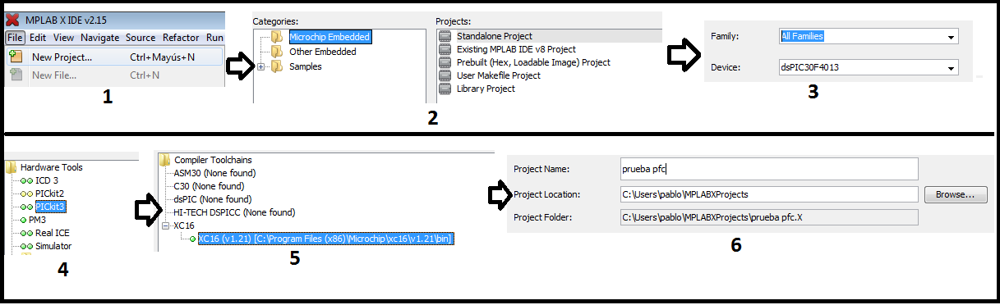 MPLAB X IDE v2.15
File Edit View Navigate Source Refactor Run
New Project... Ctrl+Mayús+N
New File... Ctrl+N
1
Categories:
Microchip Embedded
Other Embedded
Samples
Projects:
Standalone Project
Existing MPLAB IDE v8 Project
Prebuilt (Hex, Loadable Image) Project
User Makefile Project
Library Project
2
Family: All Families
Device: dsPIC30F4013
3
Hardware Tools
ICD 3
PICkit2
PICkit3
PM3
Real ICE
Simulator
4
Compiler Toolchains
ASM30 (None found)
C30 (None found)
dsPIC (None found)
HI-TECH DSPICC (None found)
XC16
XC16 (v1.21) [C:\Program Files (x86)\Microchip\xc16\v1.21\bin]
5
Project Name: prueba pfc
Project Location: C:\Users\pablo\MPLABXProjects Browse...
Project Folder: C:\Users\pablo\MPLABXProjects\prueba pfc.X
6